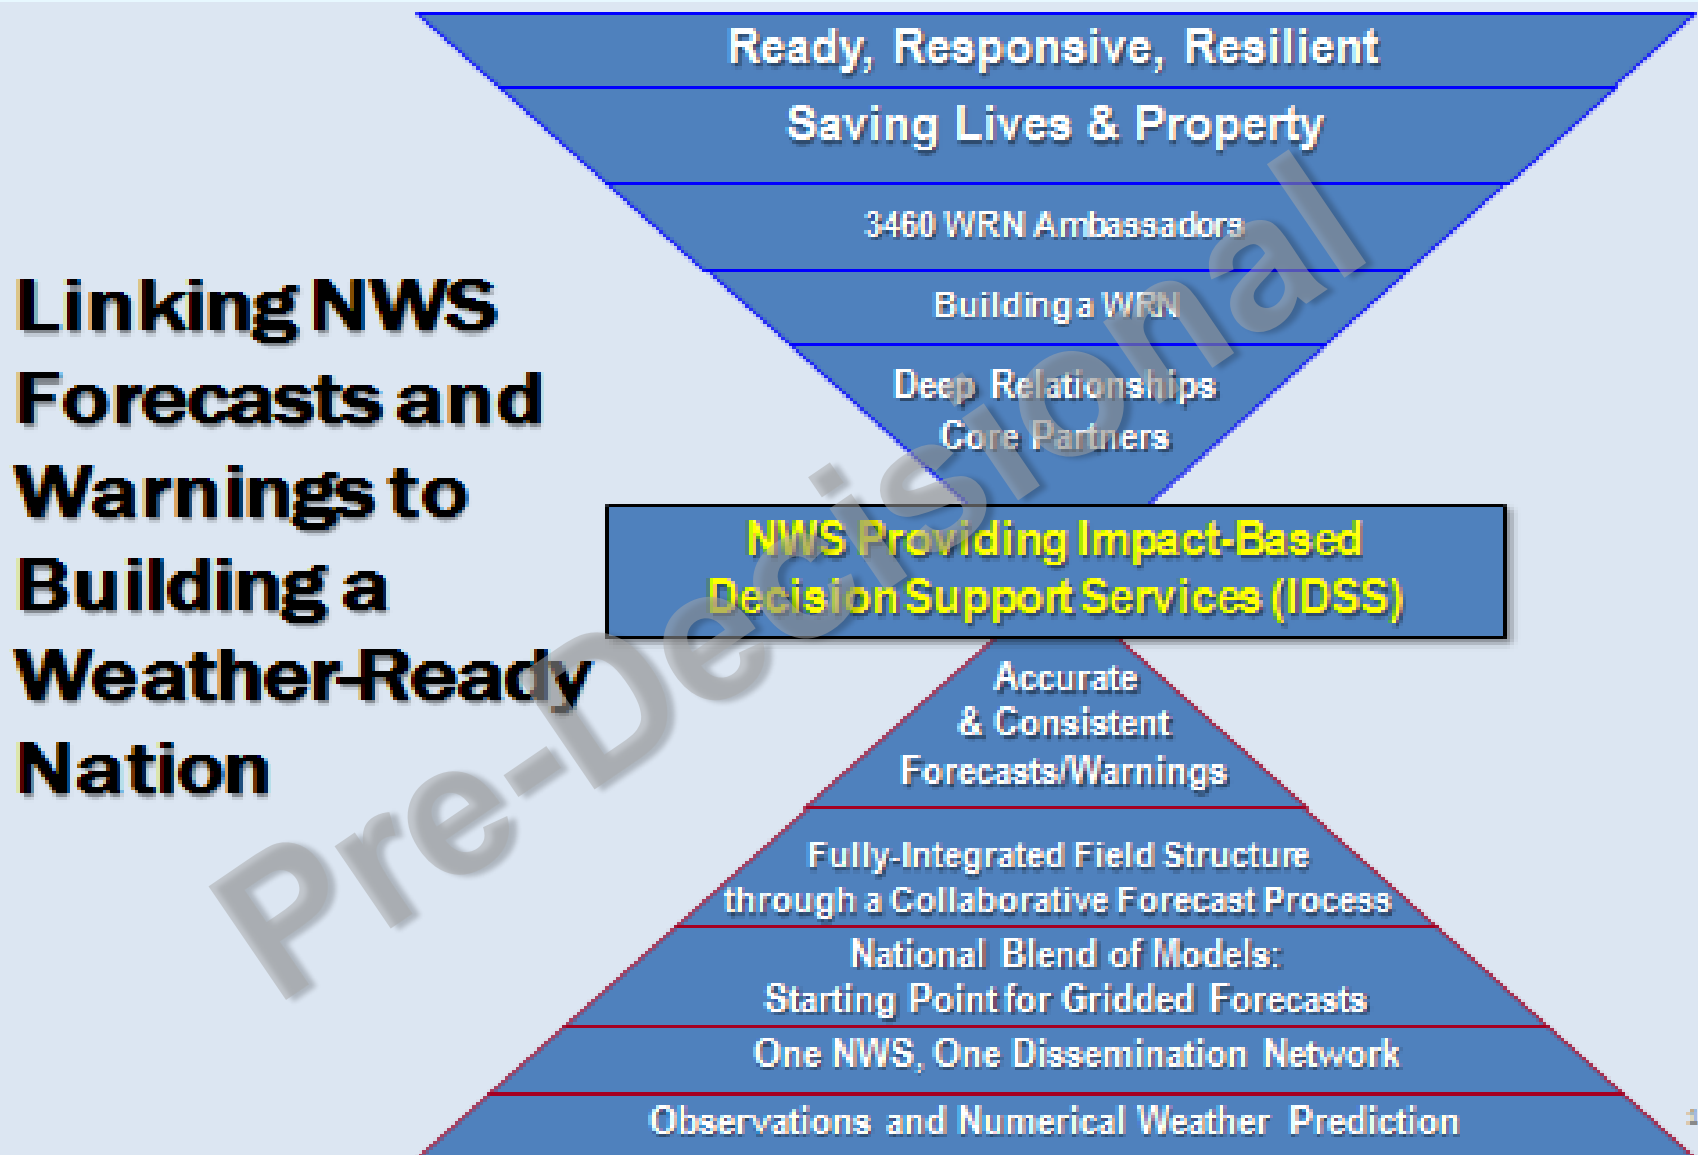 Linking NWS
Forecasts and
Warnings to
Building a
Weather-Ready
Nation
Ready, Responsive, Resilient
Saving Lives & Property
3460 WRN Ambassadors
Building a WRN
Deep Relationships
Core Partners
NWS Providing Impact-Based
Decision Support Services (IDSS)
Accurate
& Consistent
Forecasts/Warnings
Fully-Integrated Field Structure
through a Collaborative Forecast Process
National Blend of Models:
Starting Point for Gridded Forecasts
One NWS, One Dissemination Network
Observations and Numerical Weather Prediction
Pre-Decisional